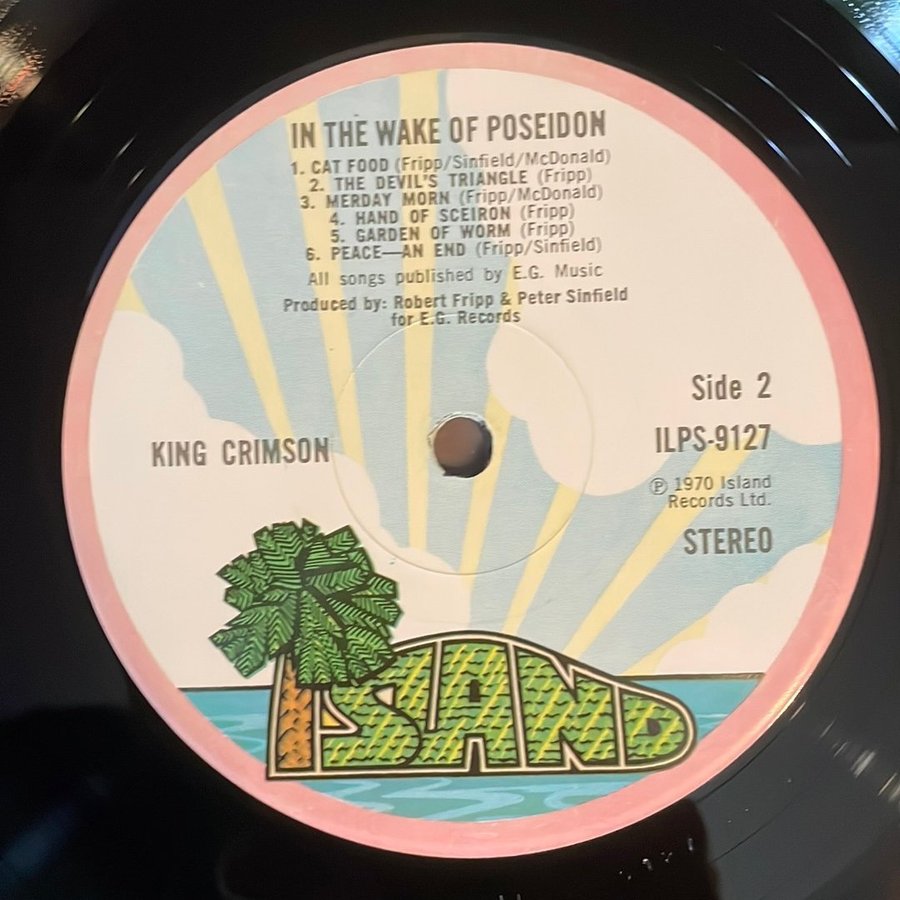 IN THE WAKE OF POSEIDON
1. CAT FOOD (Fripp/Sinfield/McDonald)
2. THE DEVIL'S TRIANGLE (Fripp)
3. MERDAY MORN (Fripp/McDonald)
4. HAND OF SCEIRON (Fripp)
5. GARDEN OF WORM (Fripp)
6. PEACE—AN END (Fripp/Sinfield)
All songs published by E.G. Music
Produced by: Robert Fripp & Peter Sinfield
for E.G. Records
Side 2
KING CRIMSON
ILPS-9127
℗ 1970 Island
Records Ltd.
STEREO
ISLAND